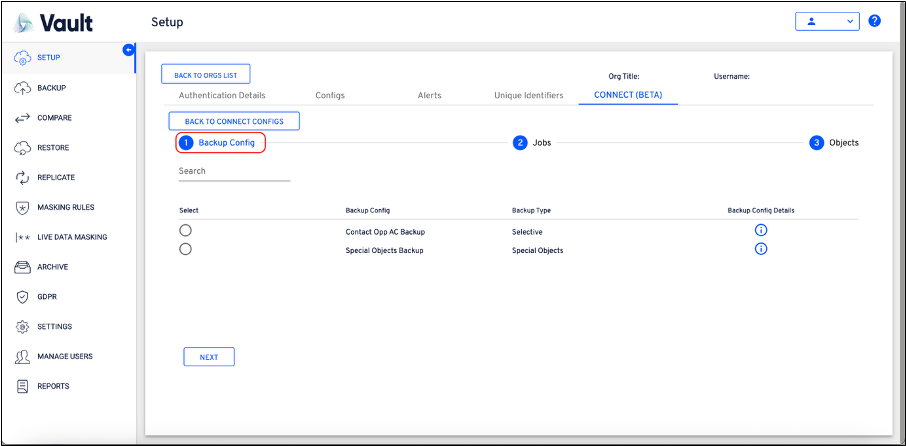 Vault
Setup
?
SETUP
BACKUP
COMPARE
RESTORE
REPLICATE
MASKING RULES
LIVE DATA MASKING
ARCHIVE
GDPR
SETTINGS
MANAGE USERS
REPORTS
BACK TO ORGS LIST
Org Title:
Username:
Authentication Details
Configs
Alerts
Unique Identifiers
CONNECT (BETA)
BACK TO CONNECT CONFIGS
1 Backup Config
2 Jobs
3 Objects
Search
Select Backup Config Backup Type Backup Config Details
Contact Opp AC Backup Selective
Special Objects Backup Special Objects
NEXT